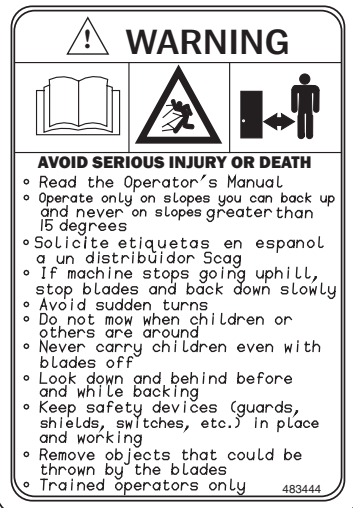 WARNING
AVOID SERIOUS INJURY OR DEATH
° Read the Operator's Manual
° Operate only on slopes you can back up
and never on slopes greater than
15 degrees
° Solicite etiquetas en espanol
a un distribuidor Scag
° If machine stops going uphill,
stop blades and back down slowly
° Avoid sudden turns
° Do not mow when children or
others are around
° Never carry children even with
blades off
° Look down and behind before
and while backing
° Keep safety devices (guards,
shields, switches, etc.) in place
and working
° Remove objects that could be
thrown by the blades
° Trained operators only 483444